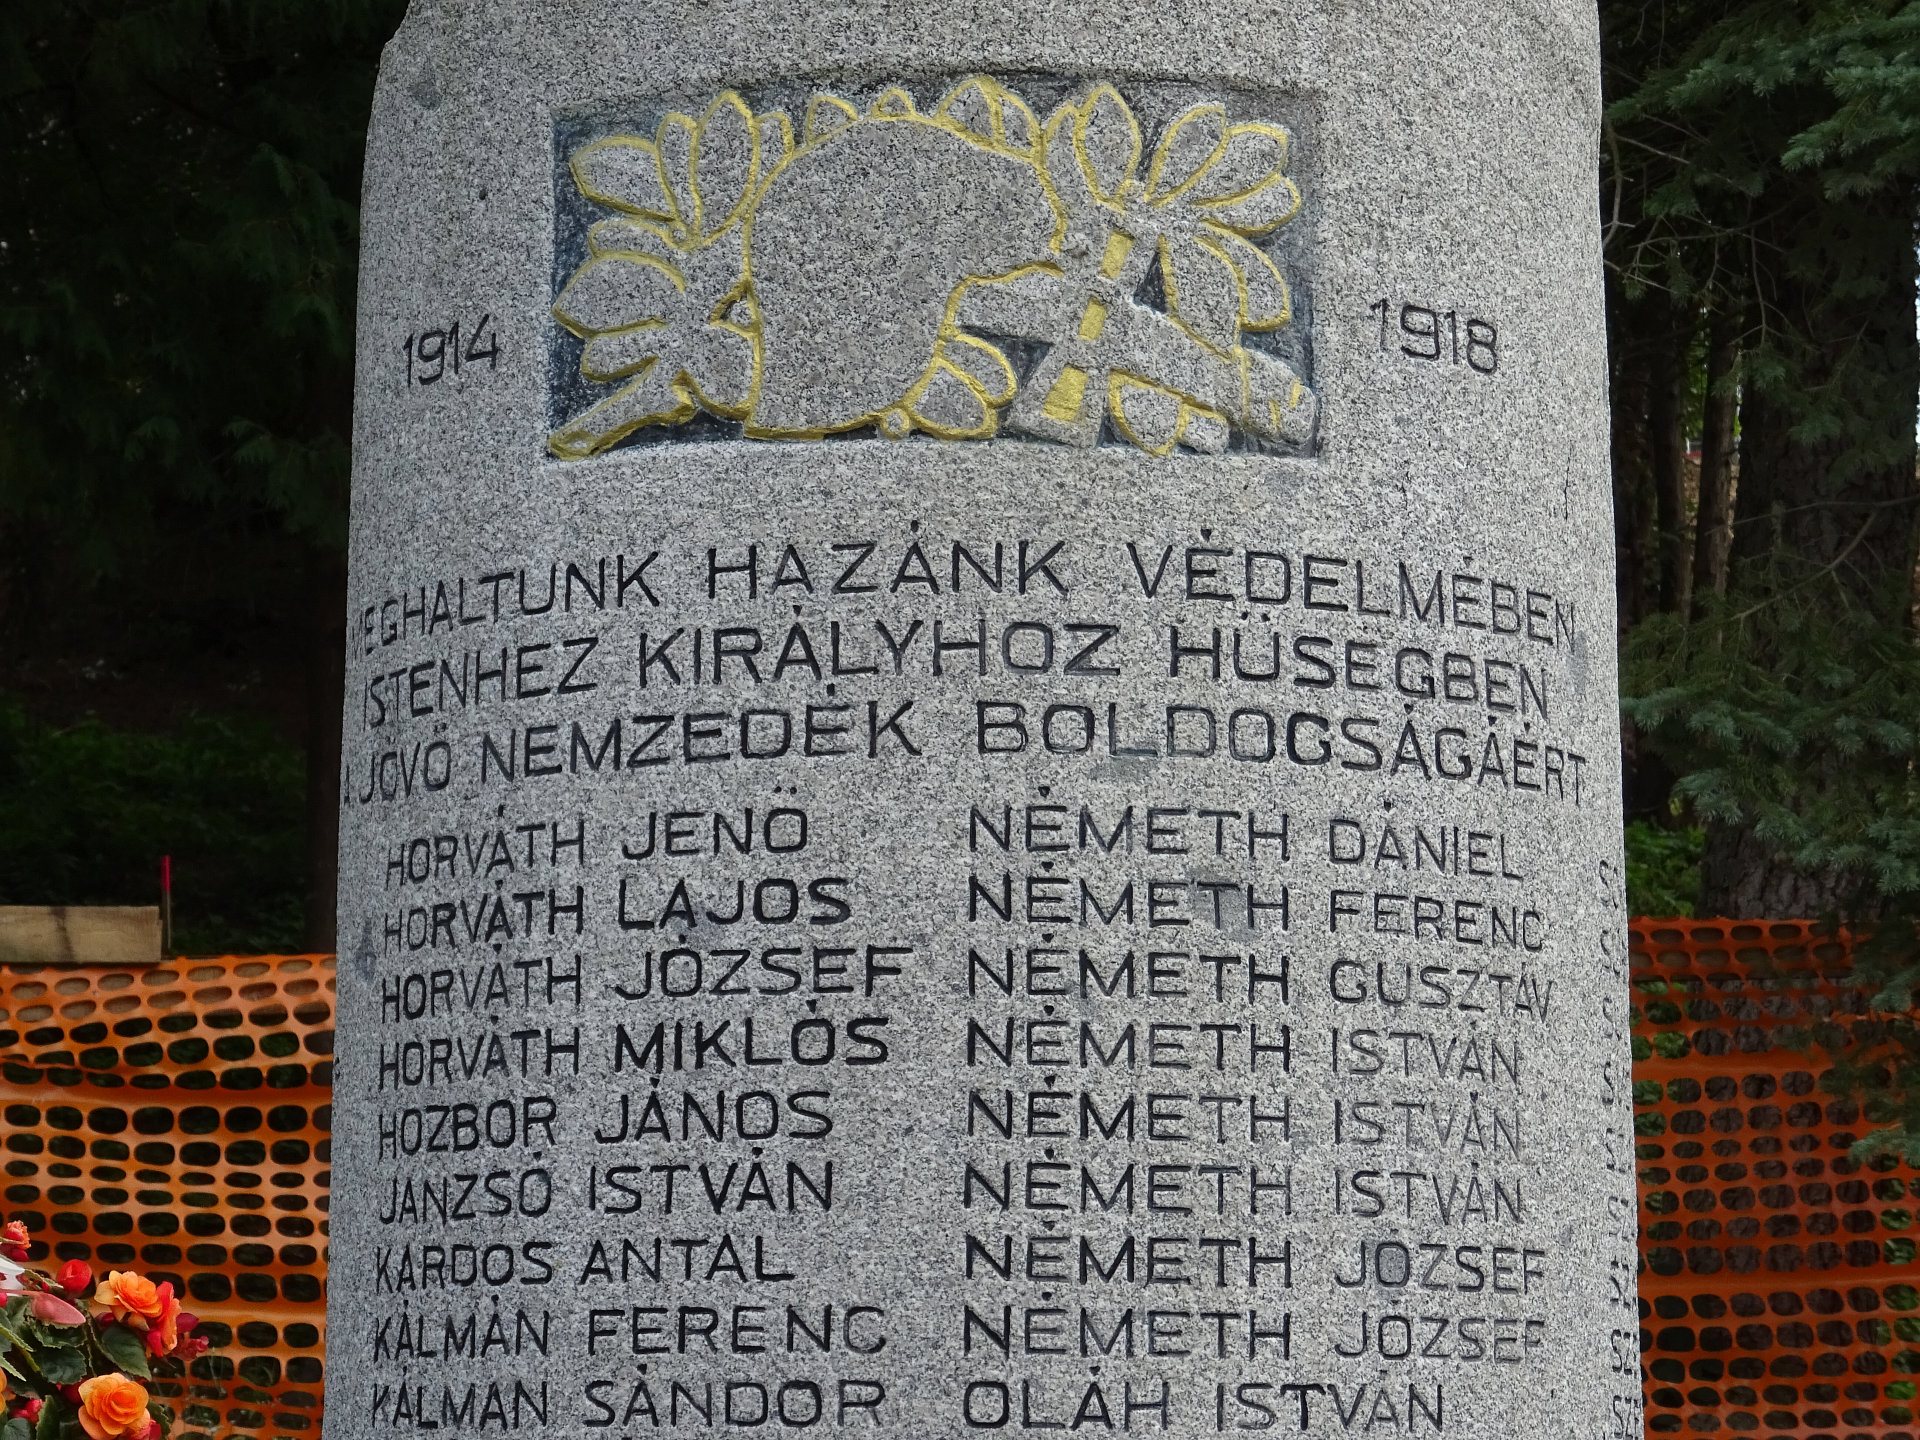 1914 1918
MEGHALTUNK HAZÁNK VÉDELMÉBEN
ISTENHEZ KIRÁLYHOZ HŰSÉGBEN
A JÖVŐ NEMZEDÉK BOLDOGSÁGÁÉRT
HORVÁTH JENŐ NÉMETH DÁNIEL
HORVÁTH LAJOS NÉMETH FERENC
HORVÁTH JÓZSEF NÉMETH GUSZTÁV
HORVÁTH MIKLÓS NÉMETH ISTVÁN
HOZBOR JÁNOS NÉMETH ISTVÁN
JANZSÓ ISTVÁN NÉMETH ISTVÁN
KARDOS ANTAL NÉMETH JÓZSEF
KÁLMÁN FERENC NÉMETH JÓZSEF
KÁLMÁN SÁNDOR OLÁH ISTVÁN